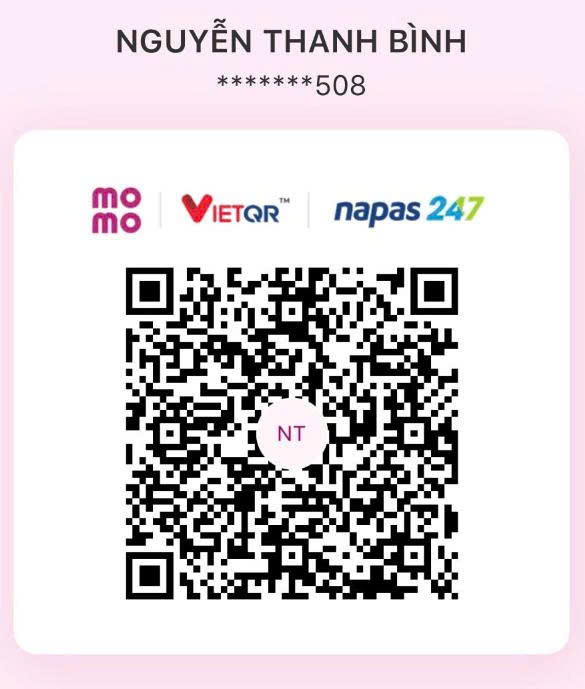 NGUYỄN THANH BÌNH
*******508
mo mo VIETQR™ napas 247
NT